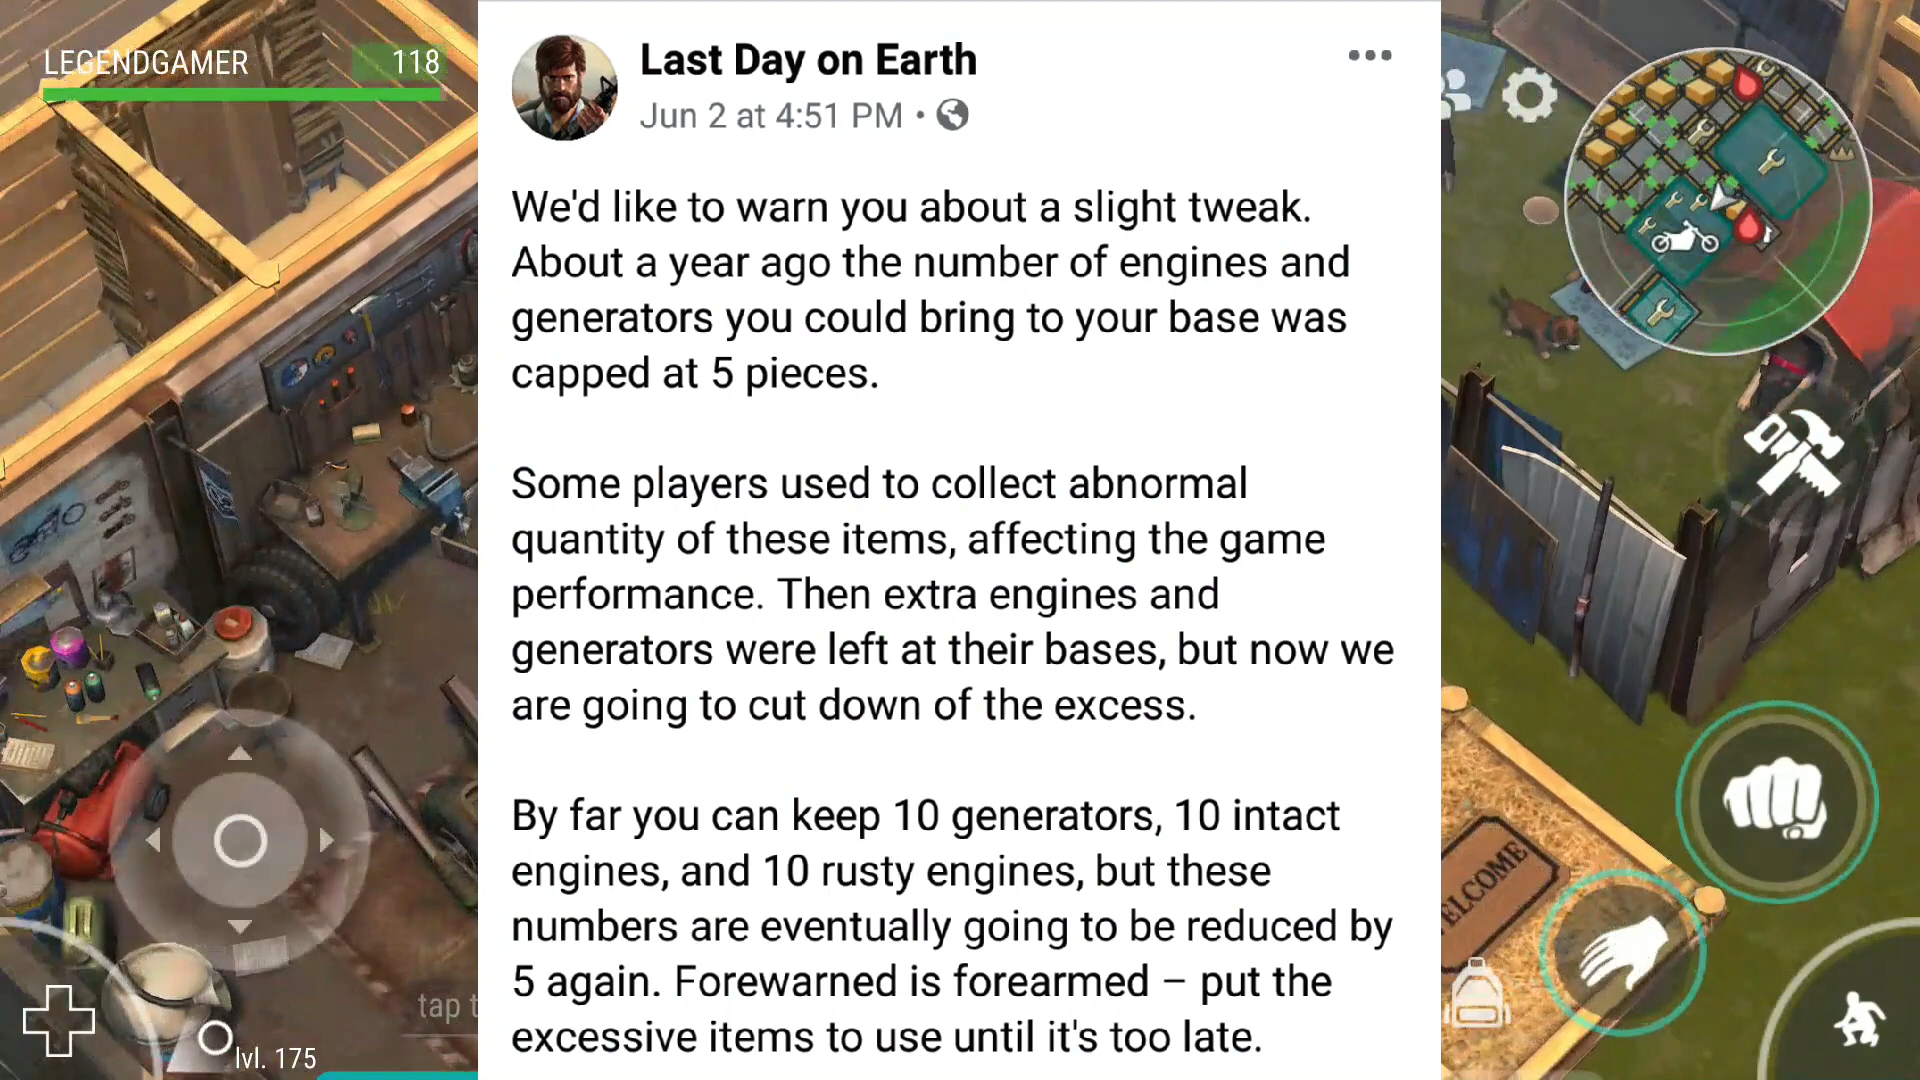 LEGENDGAMER 118
Last Day on Earth
Jun 2 at 4:51 PM •
We'd like to warn you about a slight tweak.
About a year ago the number of engines and
generators you could bring to your base was
capped at 5 pieces.
Some players used to collect abnormal
quantity of these items, affecting the game
performance. Then extra engines and
generators were left at their bases, but now we
are going to cut down of the excess.
By far you can keep 10 generators, 10 intact
engines, and 10 rusty engines, but these
numbers are eventually going to be reduced by
5 again. Forewarned is forearmed – put the
excessive items to use until it's too late.
ELCOME
tap t
lvl. 175